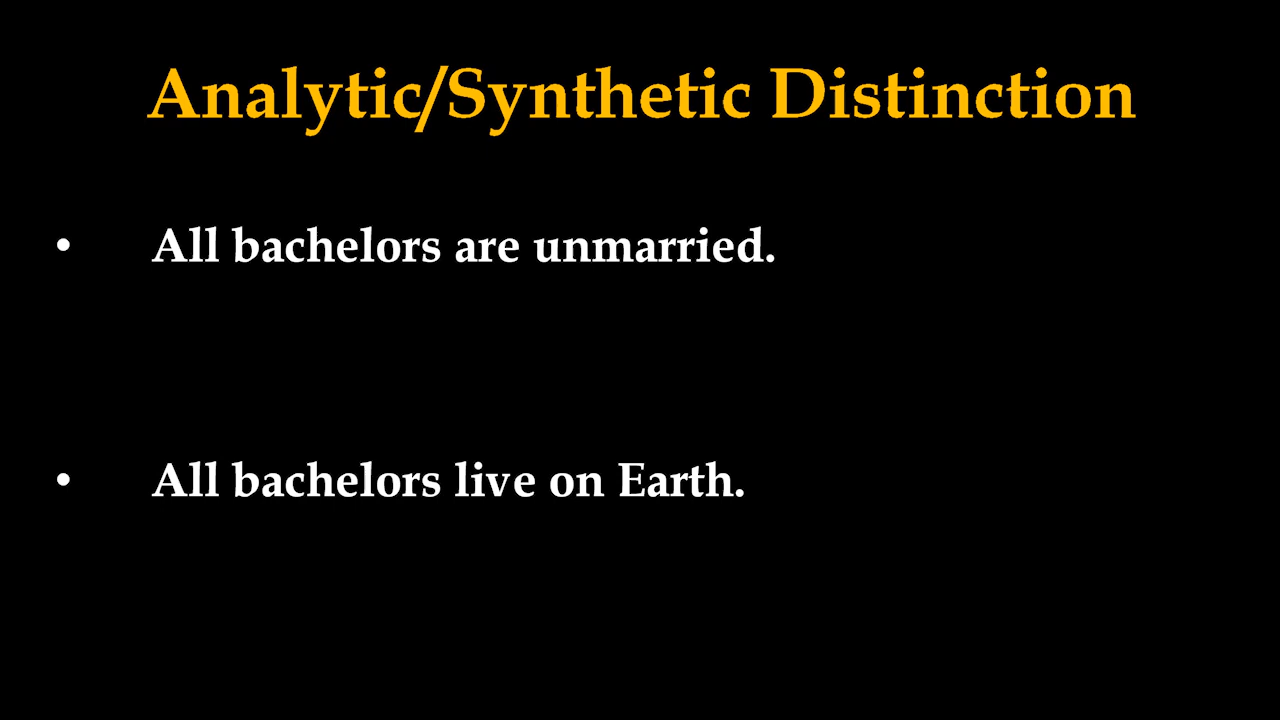 Analytic/Synthetic Distinction
• All bachelors are unmarried.
• All bachelors live on Earth.